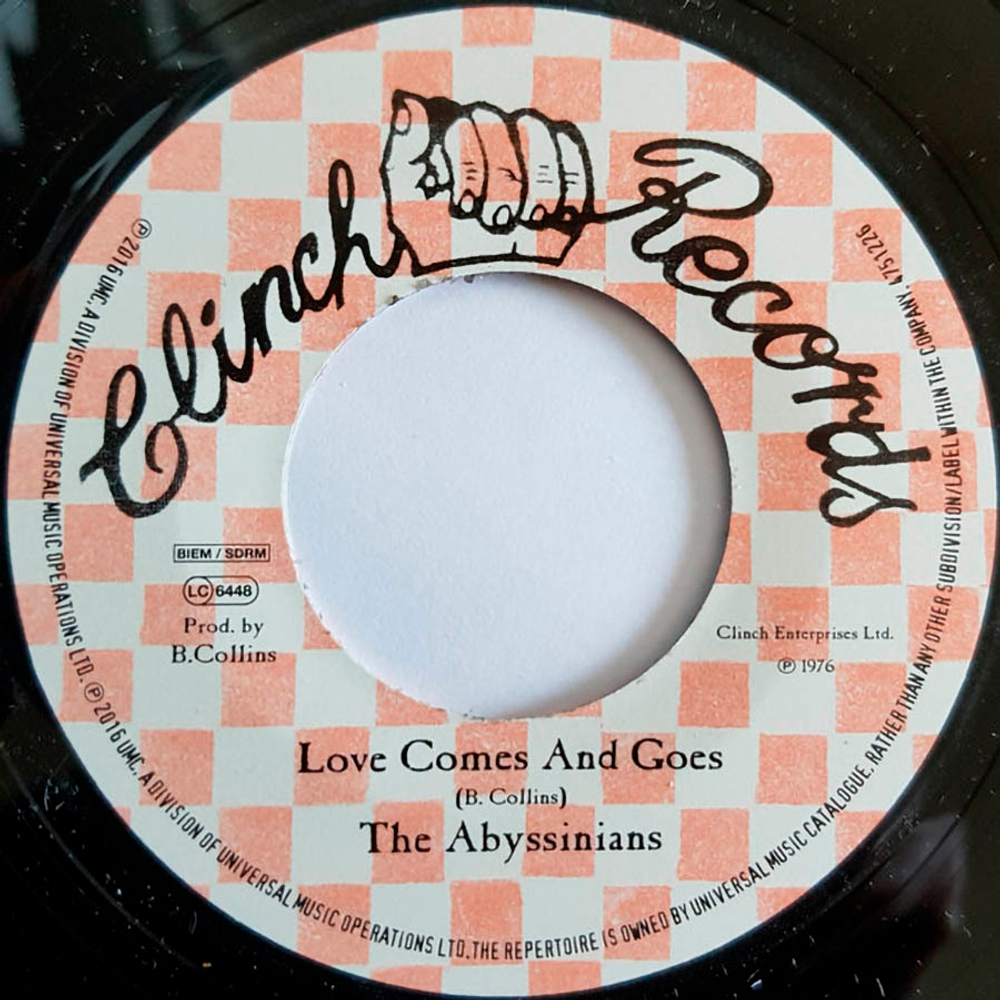 Clinch Records
BIEM / SDRM
LC 6448
Prod. by
B.Collins
Clinch Enterprises Ltd.
℗ 1976
Love Comes And Goes
(B. Collins)
The Abyssinians
℗ 2016 UMC, A DIVISION OF UNIVERSAL MUSIC OPERATIONS LTD. ℗ 2016 UMC, A DIVISION OF UNIVERSAL MUSIC OPERATIONS LTD. THE REPERTOIRE IS OWNED BY UNIVERSAL MUSIC CATALOGUE, RATHER THAN ANY OTHER SUBDIVISION/LABEL WITHIN THE COMPANY. 4751226